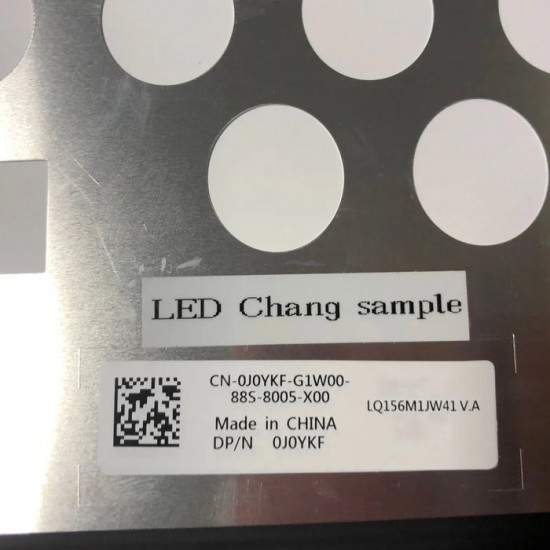 LED Chang sample
CN-0J0YKF-G1W00-
88S-8005-X00
Made in CHINA
DP/N 0J0YKF
LQ156M1JW41 V.A